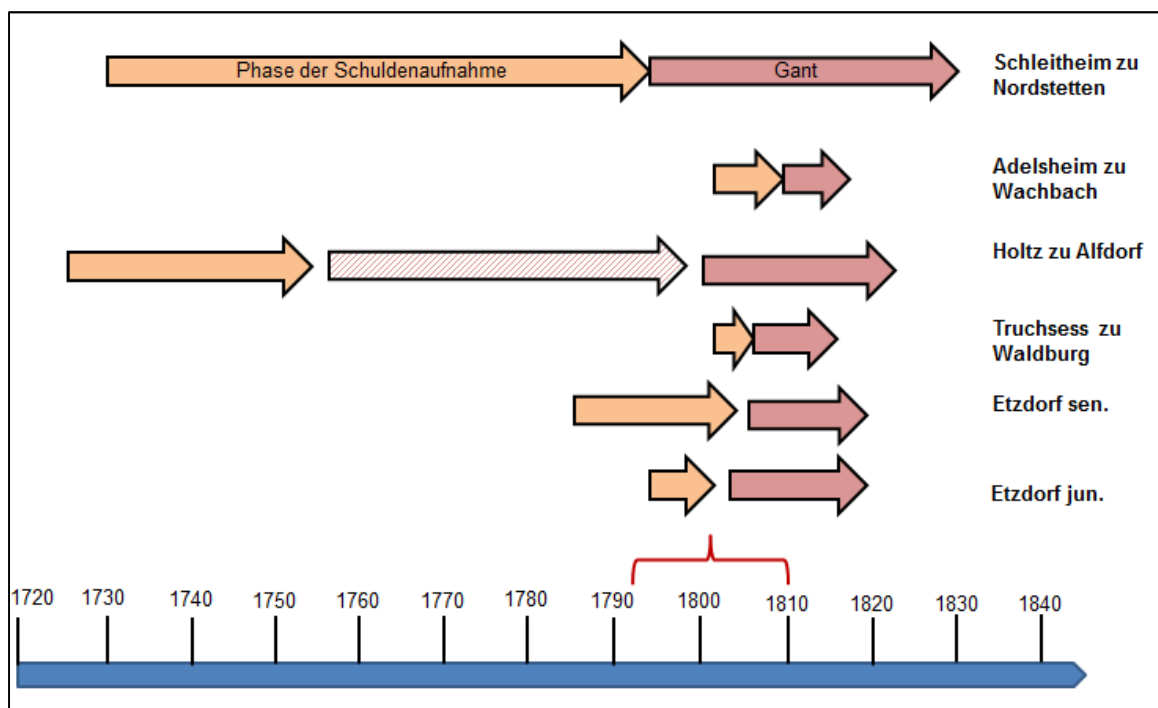 Phase der Schuldenaufnahme
Gant
Schleitheim zu
Nordstetten
Adelsheim zu
Wachbach
Holtz zu Alfdorf
Truchsess zu
Waldburg
Etzdorf sen.
Etzdorf jun.
1720 1730 1740 1750 1760 1770 1780 1790 1800 1810 1820 1830 1840